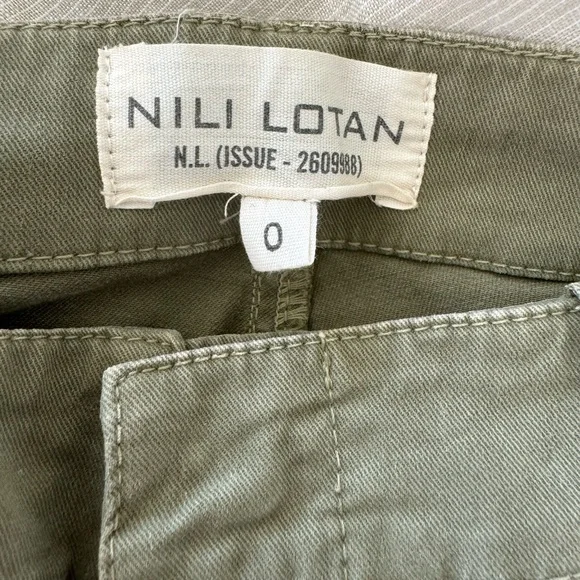 NILI LOTAN
N.L. (ISSUE - 2609988)
0